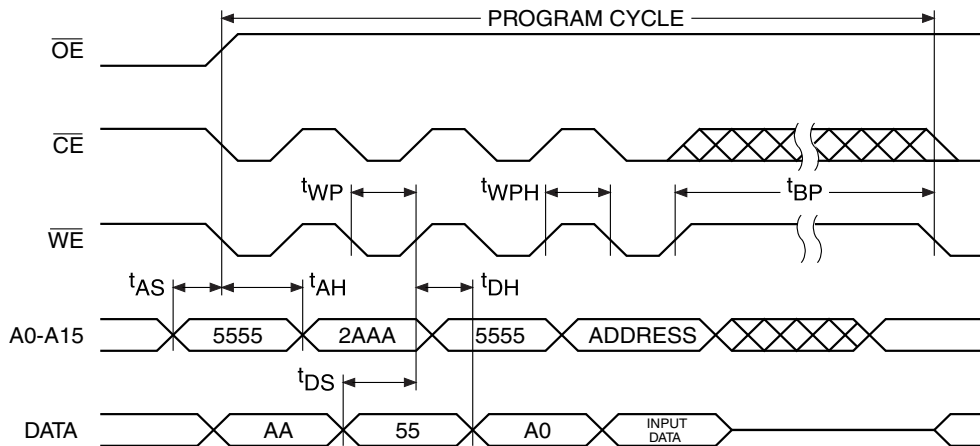 PROGRAM CYCLE
OE
CE
tWP tWPH tBP
WE
tAS tAH tDH
A0-A15 5555 2AAA 5555 ADDRESS
tDS
DATA AA 55 A0 INPUT DATA